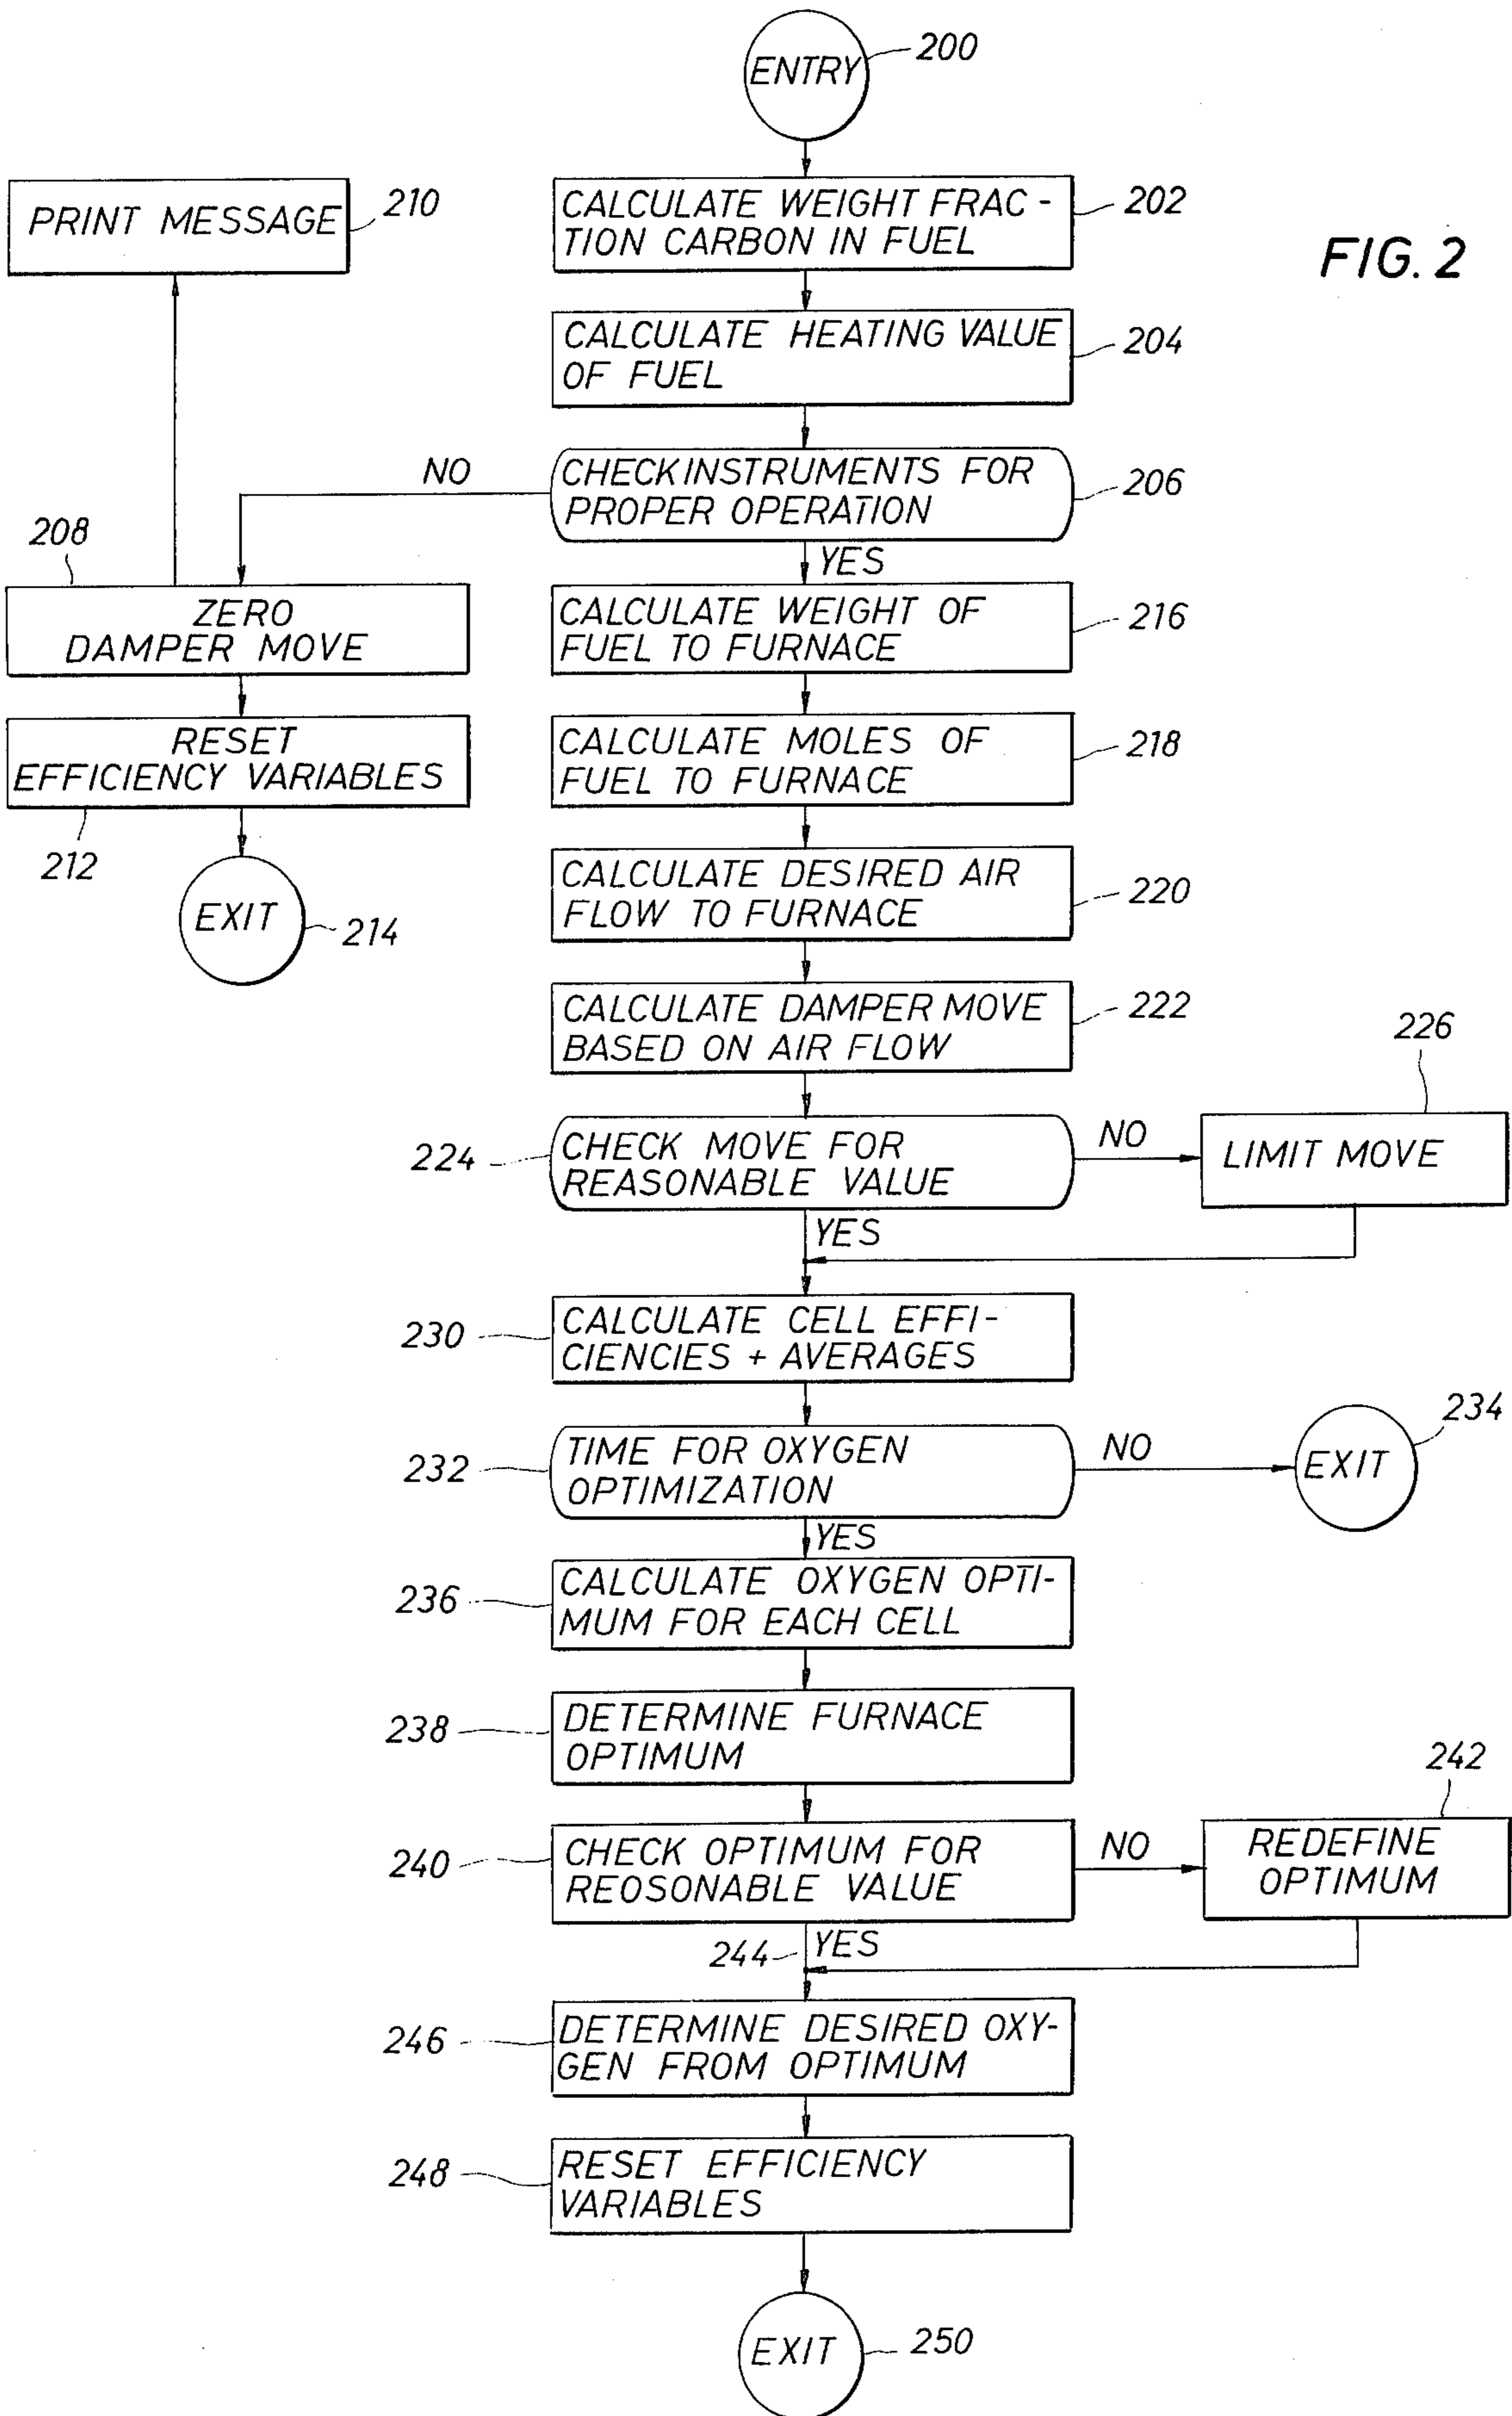 ENTRY
200
CALCULATE WEIGHT FRAC-
TION CARBON IN FUEL
202
PRINT MESSAGE
210
FIG. 2
CALCULATE HEATING VALUE
OF FUEL
204
NO
CHECK INSTRUMENTS FOR
PROPER OPERATION
206
YES
208
ZERO
DAMPER MOVE
CALCULATE WEIGHT OF
FUEL TO FURNACE
216
RESET
EFFICIENCY VARIABLES
212
CALCULATE MOLES OF
FUEL TO FURNACE
218
EXIT
214
CALCULATE DESIRED AIR
FLOW TO FURNACE
220
CALCULATE DAMPER MOVE
BASED ON AIR FLOW
222
224
CHECK MOVE FOR
REASONABLE VALUE
NO
226
LIMIT MOVE
YES
230
CALCULATE CELL EFFI-
CIENCIES + AVERAGES
232
TIME FOR OXYGEN
OPTIMIZATION
NO
EXIT
234
YES
236
CALCULATE OXYGEN OPTI-
MUM FOR EACH CELL
238
DETERMINE FURNACE
OPTIMUM
240
CHECK OPTIMUM FOR
REOSONABLE VALUE
NO
242
REDEFINE
OPTIMUM
244
YES
246
DETERMINE DESIRED OXY-
GEN FROM OPTIMUM
248
RESET EFFICIENCY
VARIABLES
EXIT
250